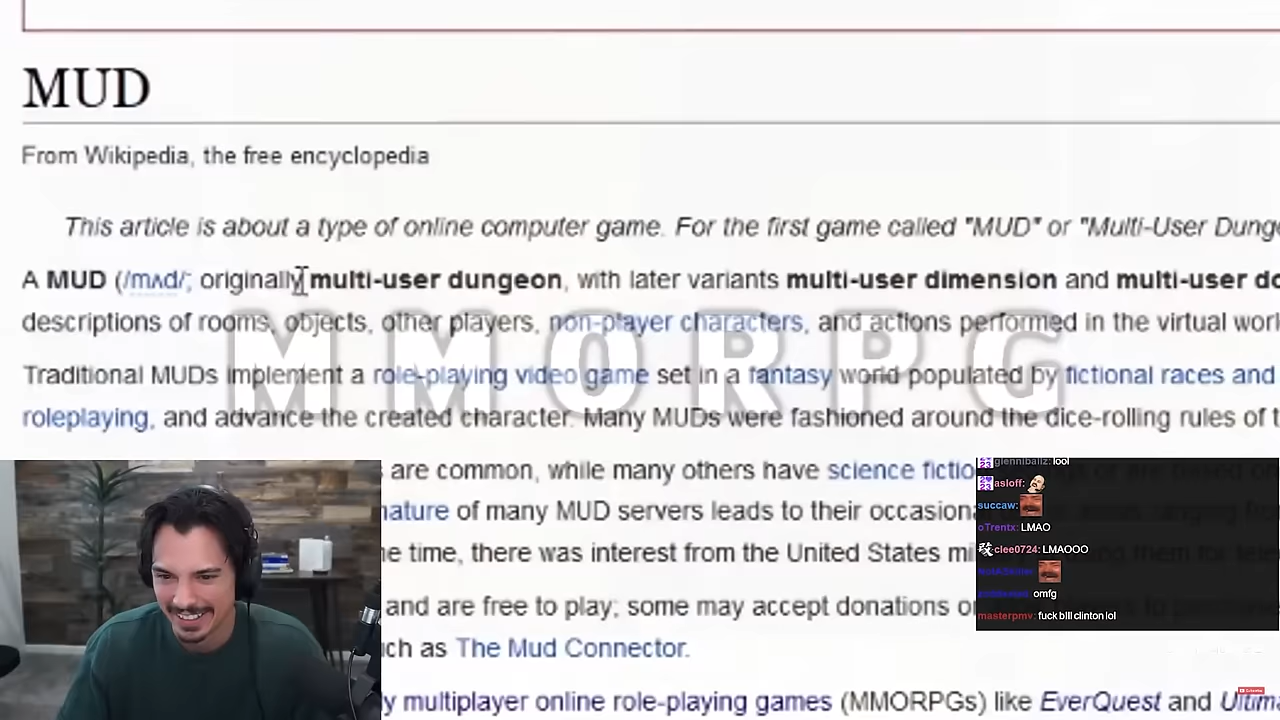 MUD
From Wikipedia, the free encyclopedia
This article is about a type of online computer game. For the first game called "MUD" or "Multi-User Dunge
A MUD (/mʌd/; originally multi-user dungeon, with later variants multi-user dimension and multi-user do
descriptions of rooms, objects, other players, non-player characters, and actions performed in the virtual worl
MMORPG
Traditional MUDs implement a role-playing video game set in a fantasy world populated by fictional races and
roleplaying, and advance the created character. Many MUDs were fashioned around the dice-rolling rules of t
are common, while many others have science fictio
nature of many MUD servers leads to their occasion
e time, there was interest from the United States mi
and are free to play; some may accept donations o
ch as The Mud Connector.
y multiplayer online role-playing games (MMORPGs) like EverQuest and Ultim
glenniballz: lool
asloff:
succaw:
oTrentx: LMAO
clee0724: LMAOOO
omfg
masterpmv: fuck bill clinton lol